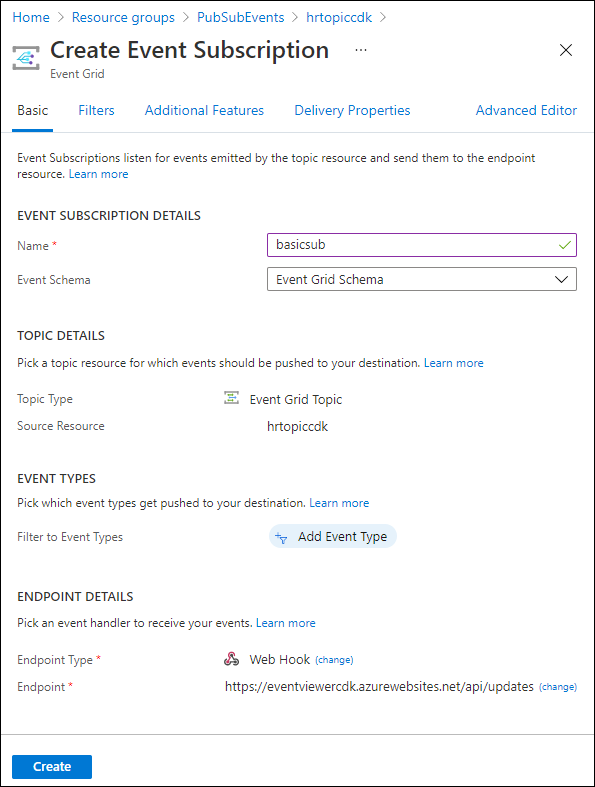 Home > Resource groups > PubSubEvents > hrtopiccdk >
Create Event Subscription ...
Event Grid
Basic Filters Additional Features Delivery Properties Advanced Editor
Event Subscriptions listen for events emitted by the topic resource and send them to the endpoint
resource. Learn more
EVENT SUBSCRIPTION DETAILS
Name * basicsub
Event Schema Event Grid Schema
TOPIC DETAILS
Pick a topic resource for which events should be pushed to your destination. Learn more
Topic Type Event Grid Topic
Source Resource hrtopiccdk
EVENT TYPES
Pick which event types get pushed to your destination. Learn more
Filter to Event Types Add Event Type
ENDPOINT DETAILS
Pick an event handler to receive your events. Learn more
Endpoint Type * Web Hook (change)
Endpoint * https://eventviewercdk.azurewebsites.net/api/updates (change)
Create